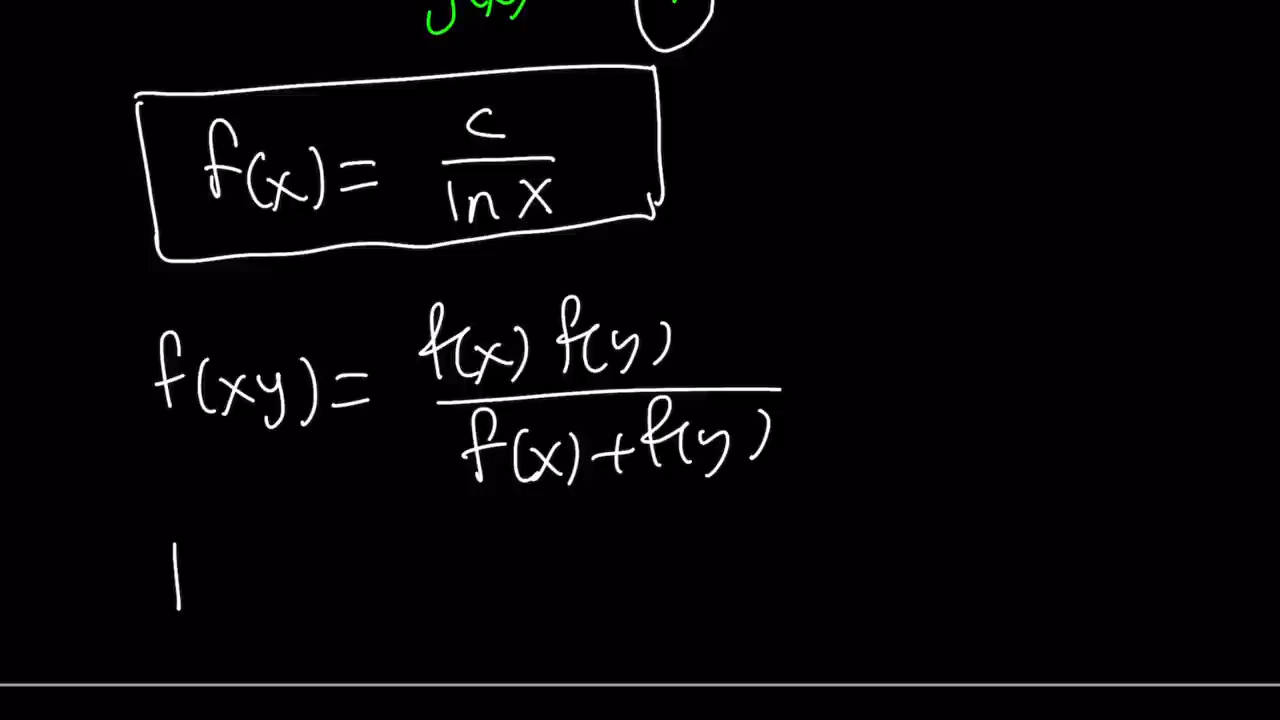 f(x) = c / ln x
f(xy) = f(x) f(y) / f(x) + f(y)